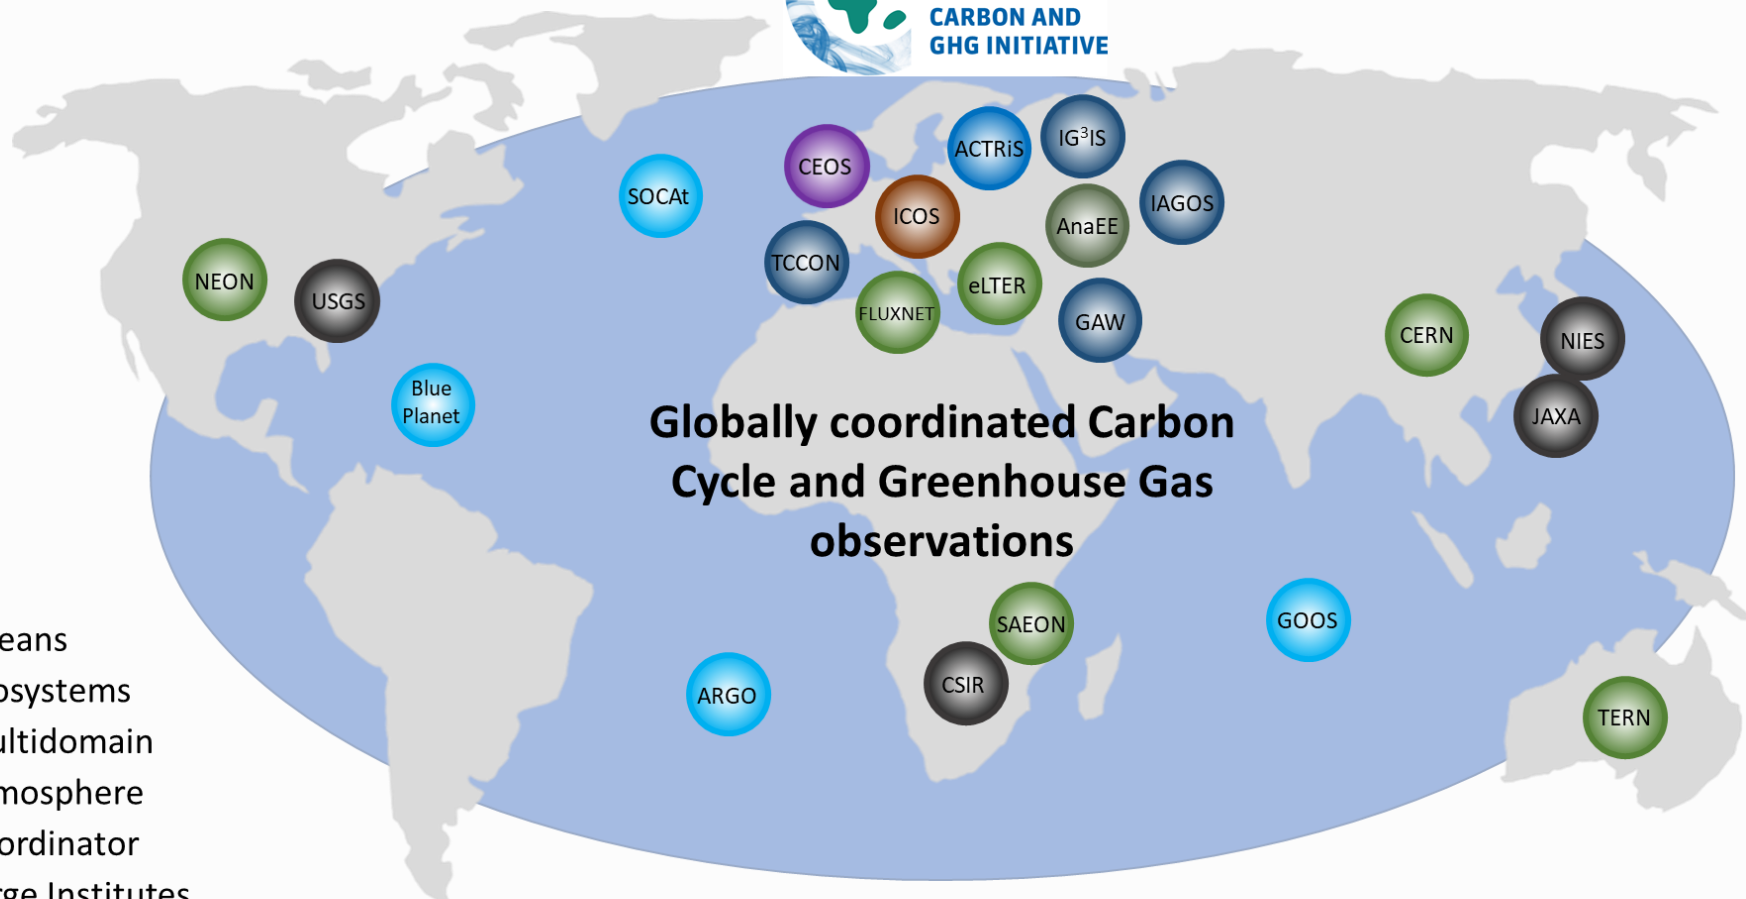 CARBON AND
GHG INITIATIVE
IG³IS
ACTRiS
CEOS
SOCAt
IAGOS
ICOS
AnaEE
TCCON
NEON
eLTER
USGS
FLUXNET
GAW
CERN
NIES
Blue
Planet
JAXA
Globally coordinated Carbon
Cycle and Greenhouse Gas
observations
GOOS
SAEON
CSIR
ARGO
TERN
eans
osystems
ultidomain
mosphere
ordinator
rge Institutes